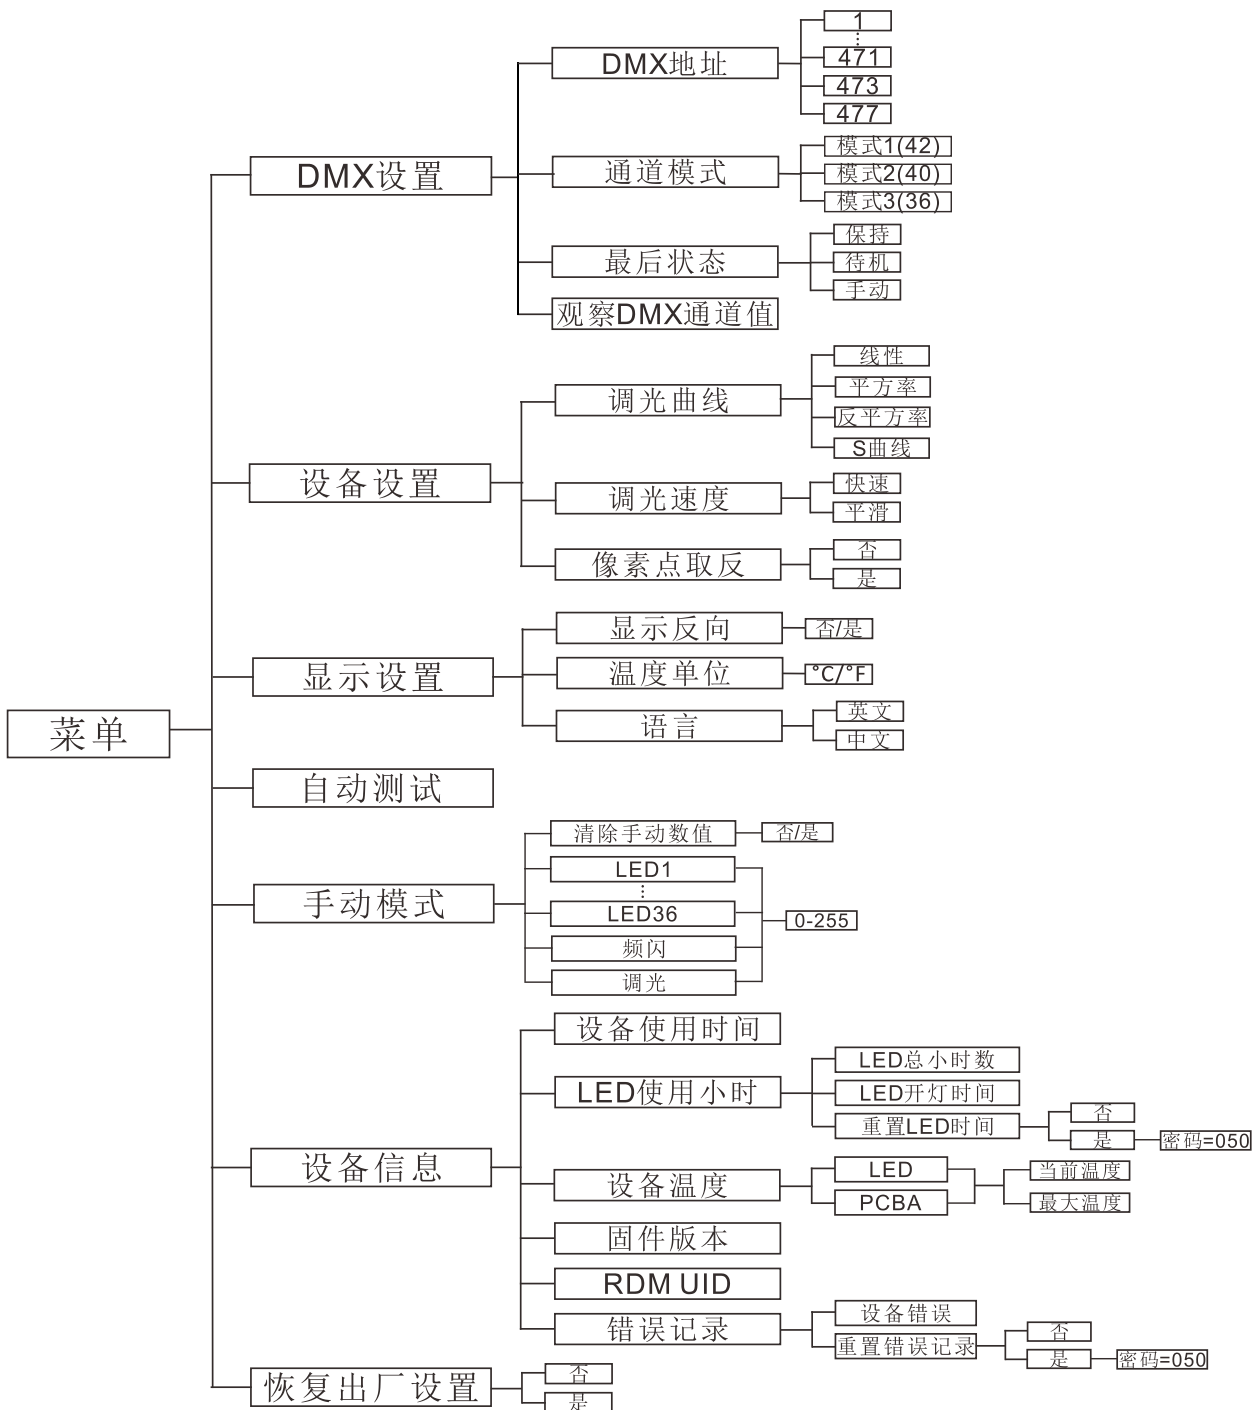 菜单
DMX设置
DMX地址
1
⋮
471
473
477
通道模式
模式1(42)
模式2(40)
模式3(36)
最后状态
保持
待机
手动
观察DMX通道值
设备设置
调光曲线
线性
平方率
反平方率
S曲线
调光速度
快速
平滑
像素点取反
否
是
显示设置
显示反向
否/是
温度单位
°C/°F
语言
英文
中文
自动测试
手动模式
清除手动数值
否/是
LED1
⋮
LED36
频闪
调光
0-255
设备信息
设备使用时间
LED使用小时
LED总小时数
LED开灯时间
重置LED时间
否
是
密码=050
设备温度
LED
PCBA
当前温度
最大温度
固件版本
RDM UID
错误记录
设备错误
重置错误记录
否
是
密码=050
恢复出厂设置
否
是